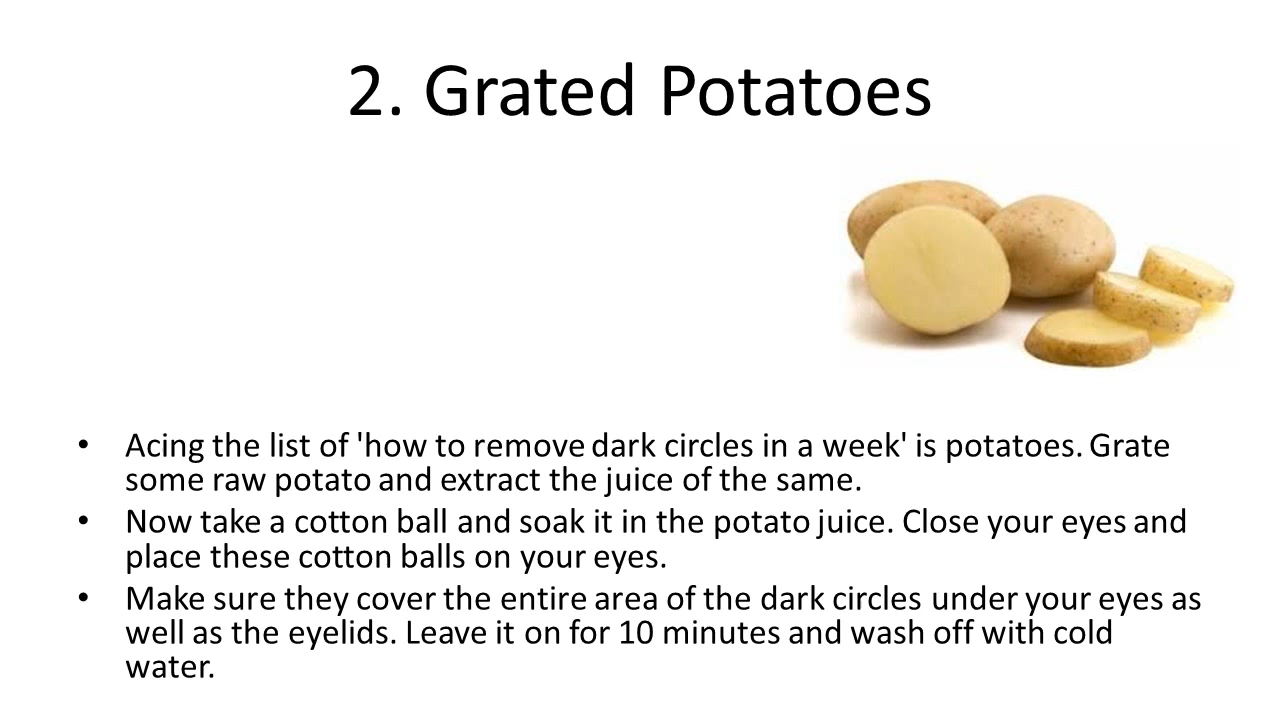 2. Grated Potatoes
• Acing the list of 'how to remove dark circles in a week' is potatoes. Grate
some raw potato and extract the juice of the same.
• Now take a cotton ball and soak it in the potato juice. Close your eyes and
place these cotton balls on your eyes.
• Make sure they cover the entire area of the dark circles under your eyes as
well as the eyelids. Leave it on for 10 minutes and wash off with cold
water.